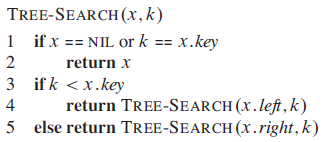 TREE-SEARCH(x, k)
1 if x == NIL or k == x.key
2 return x
3 if k < x.key
4 return TREE-SEARCH(x.left, k)
5 else return TREE-SEARCH(x.right, k)